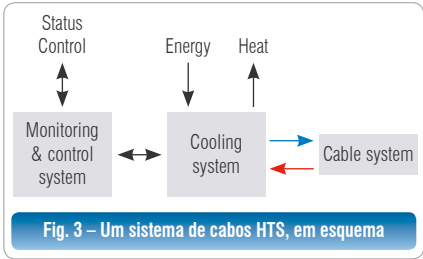 Status
Control
Energy
Heat
Monitoring
& control
system
Cooling
system
Cable system
Fig. 3 – Um sistema de cabos HTS, em esquema